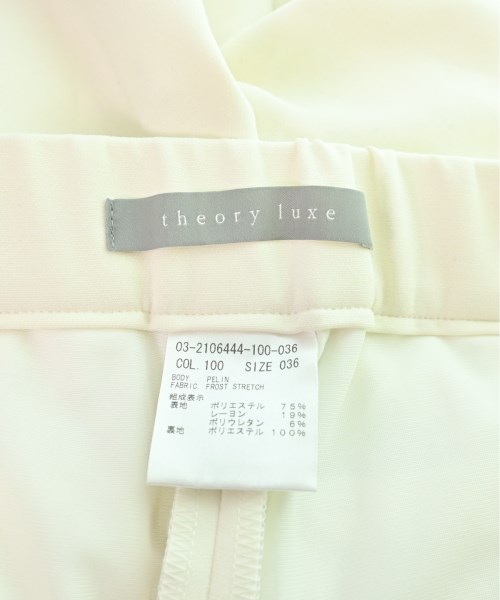 theory luxe
03-2106444-100-036
COL.100 SIZE 036
BODY PELIN
FABRIC FROST STRETCH
組成表示
表地 ポリエステル 75%
レーヨン 19%
ポリウレタン 6%
裏地 ポリエステル 100%